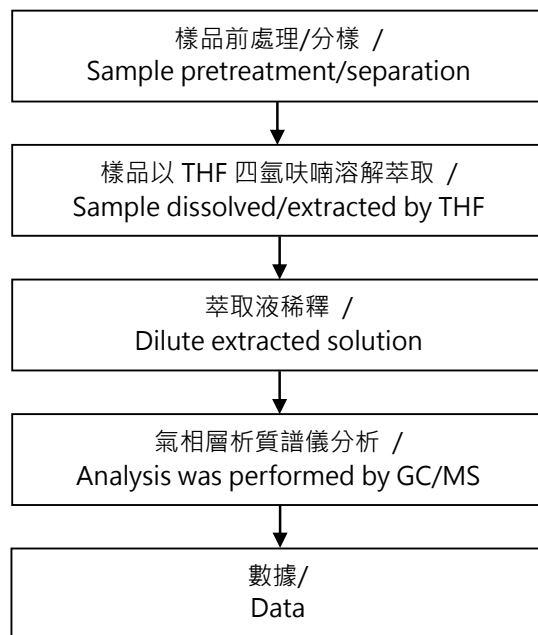 樣品前處理/分樣 /
Sample pretreatment/separation
樣品以 THF 四氫呋喃溶解萃取 /
Sample dissolved/extracted by THF
萃取液稀釋 /
Dilute extracted solution
氣相層析質譜儀分析 /
Analysis was performed by GC/MS
數據/
Data